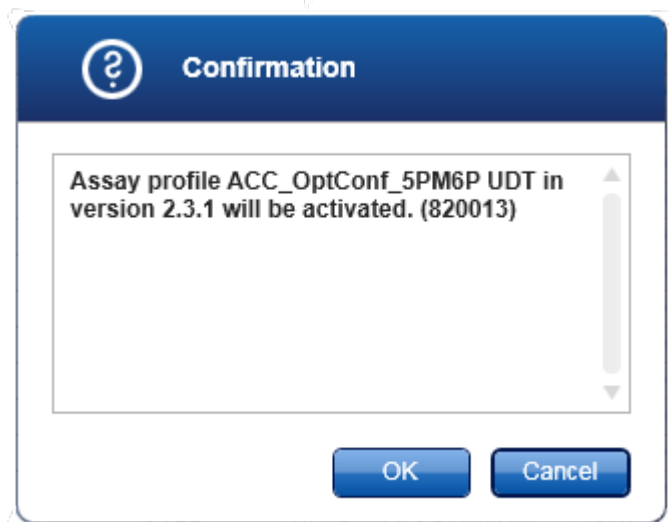 Confirmation
Assay profile ACC_OptConf_5PM6P UDT in
version 2.3.1 will be activated. (820013)
OK
Cancel